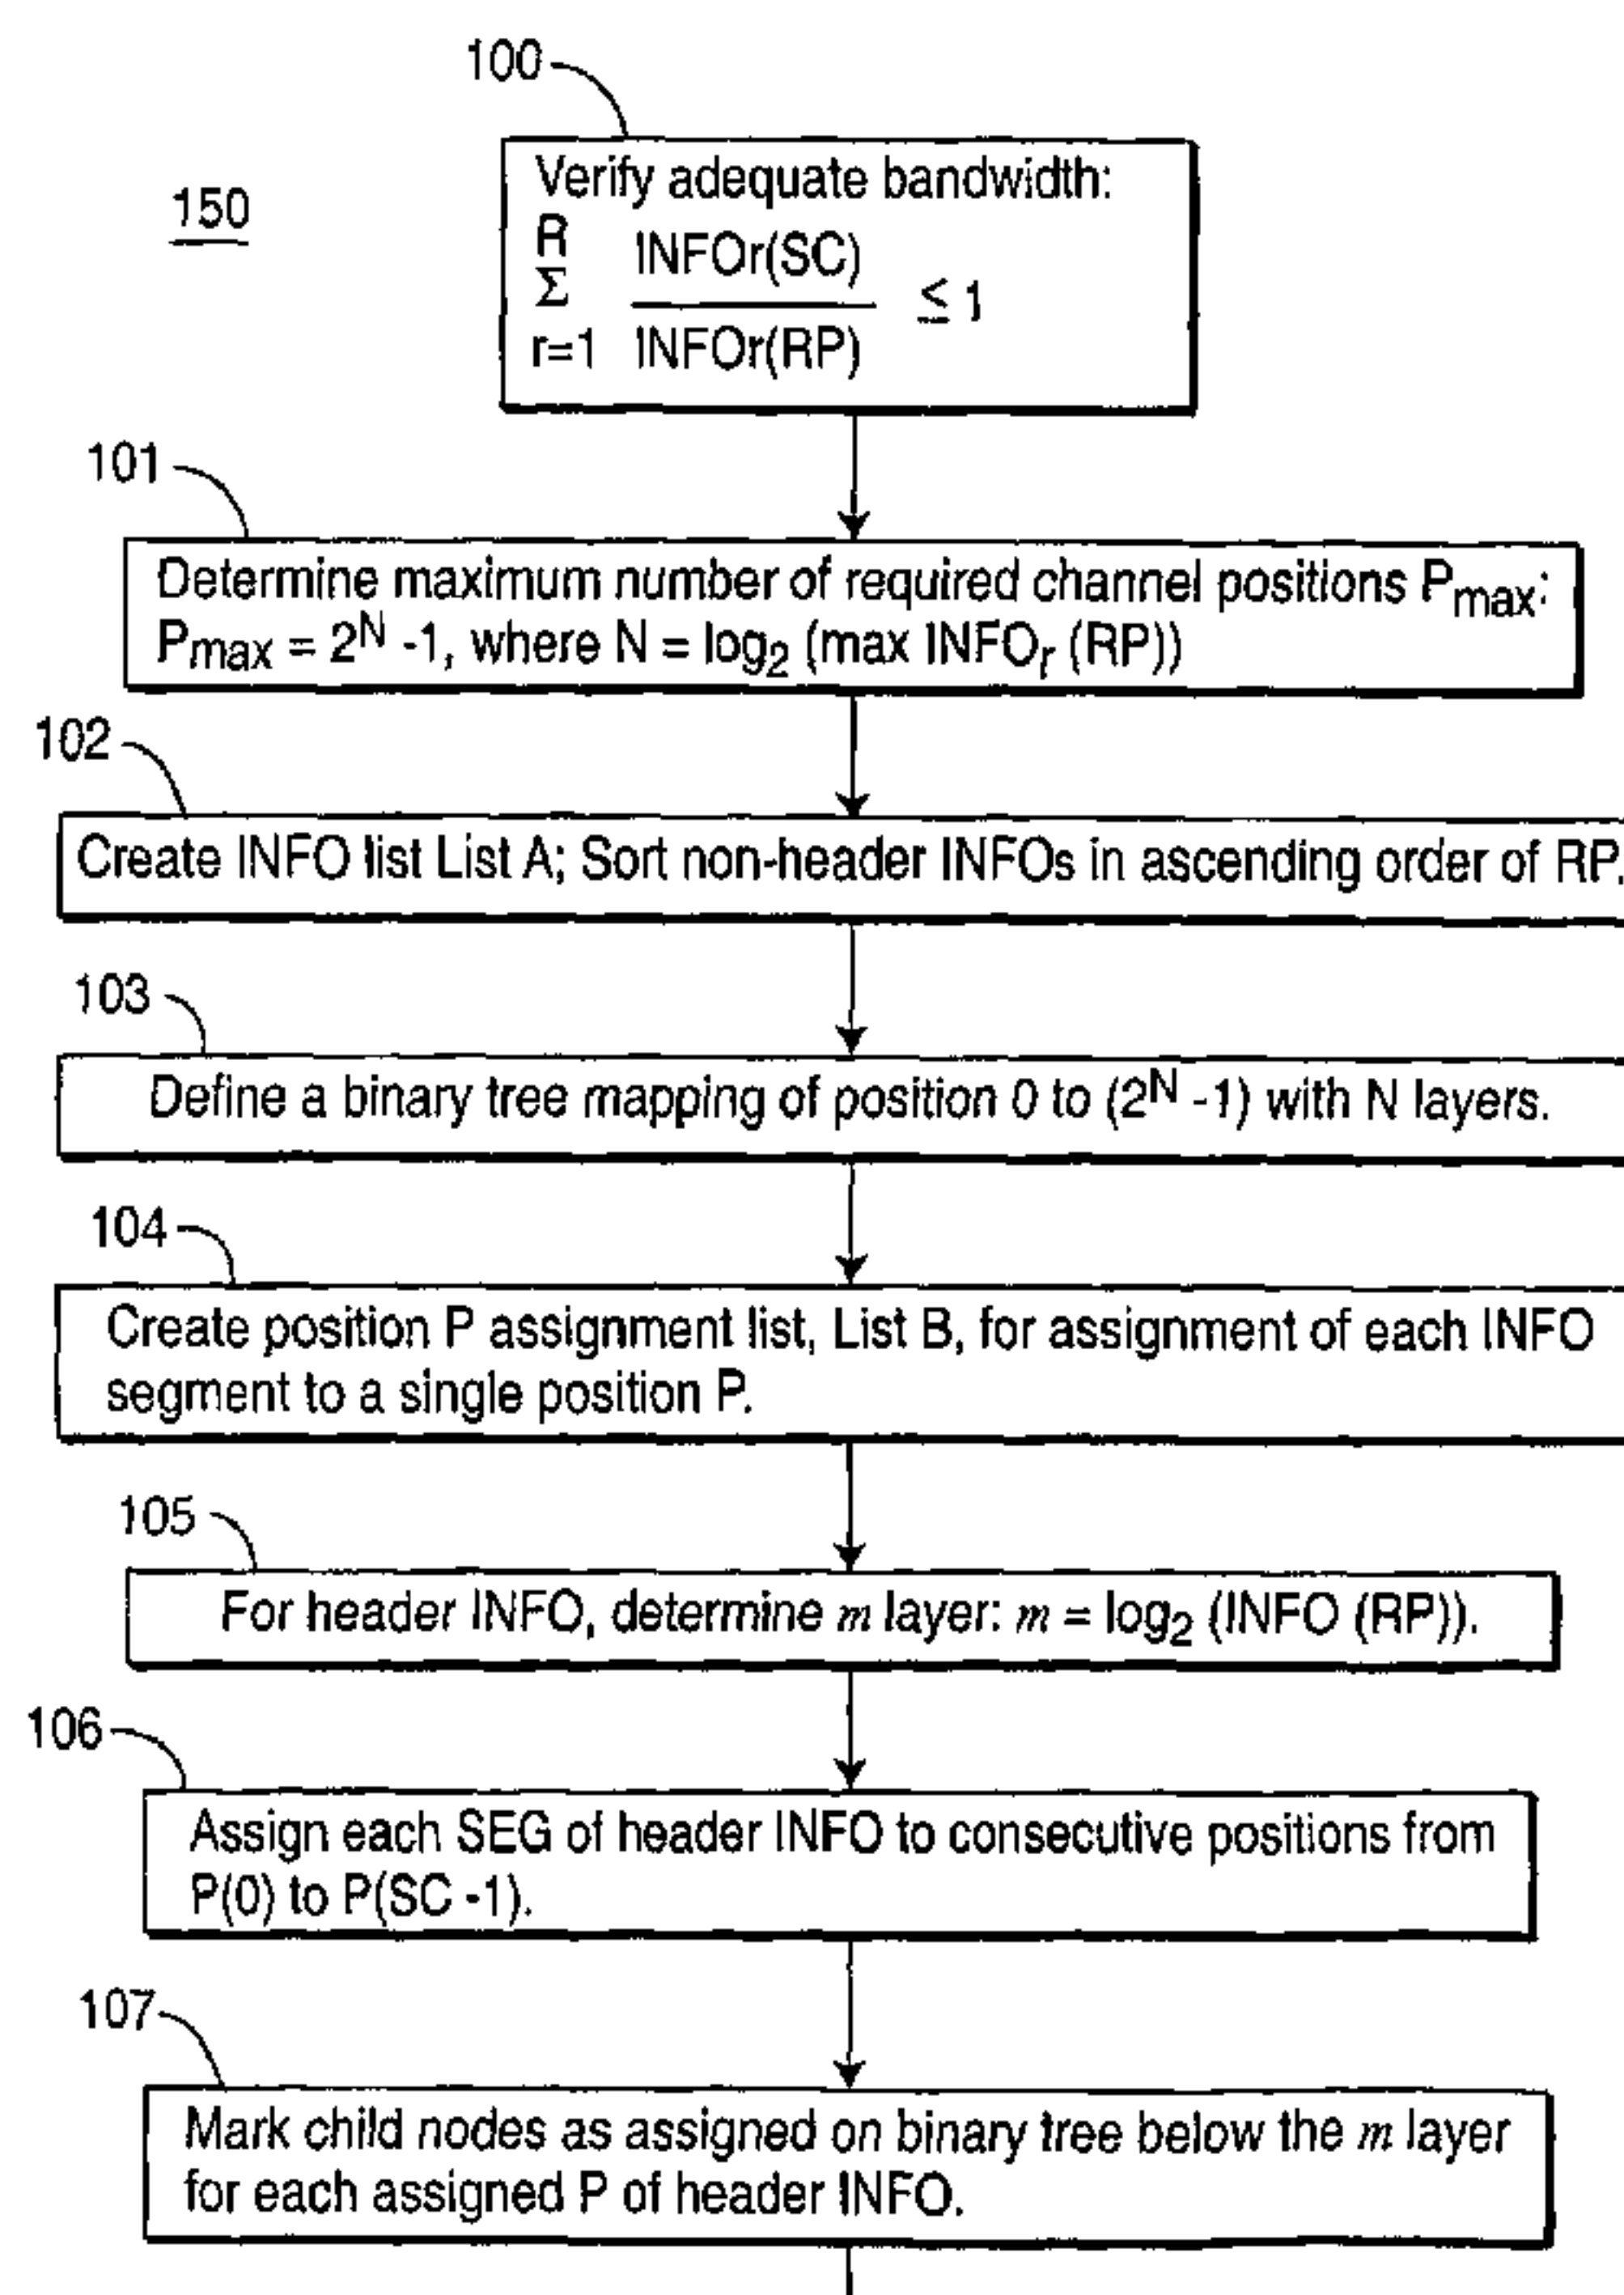 100
150
Verify adequate bandwidth:
R
Σ
r=1
INFOr(SC)
INFOr(RP)
≤ 1
101
Determine maximum number of required channel positions Pmax:
Pmax = 2^N -1, where N = log2 (max INFOr (RP))
102
Create INFO list List A; Sort non-header INFOs in ascending order of RP.
103
Define a binary tree mapping of position 0 to (2^N -1) with N layers.
104
Create position P assignment list, List B, for assignment of each INFO
segment to a single position P.
105
For header INFO, determine m layer: m = log2 (INFO (RP)).
106
Assign each SEG of header INFO to consecutive positions from
P(0) to P(SC -1).
107
Mark child nodes as assigned on binary tree below the m layer
for each assigned P of header INFO.